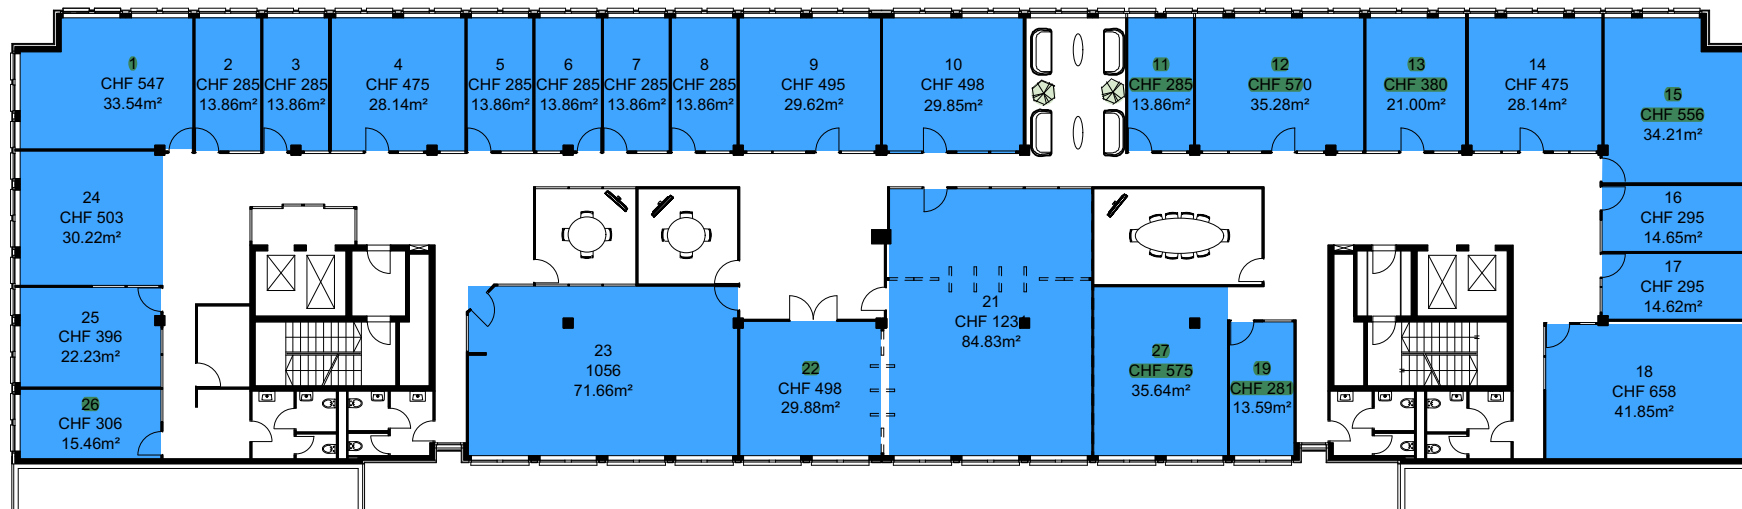 1
CHF 547
33.54m²
2
CHF 285
13.86m²
3
CHF 285
13.86m²
4
CHF 475
28.14m²
5
CHF 285
13.86m²
6
CHF 285
13.86m²
7
CHF 285
13.86m²
8
CHF 285
13.86m²
9
CHF 495
29.62m²
10
CHF 498
29.85m²
11
CHF 285
13.86m²
12
CHF 570
35.28m²
13
CHF 380
21.00m²
14
CHF 475
28.14m²
15
CHF 556
34.21m²
24
CHF 503
30.22m²
16
CHF 295
14.65m²
17
CHF 295
14.62m²
25
CHF 396
22.23m²
21
CHF
84.83m²
23
1056
71.66m²
22
CHF 498
29.88m²
27
CHF 575
35.64m²
19
CHF 281
13.59m²
18
CHF 658
41.85m²
26
CHF 306
15.46m²